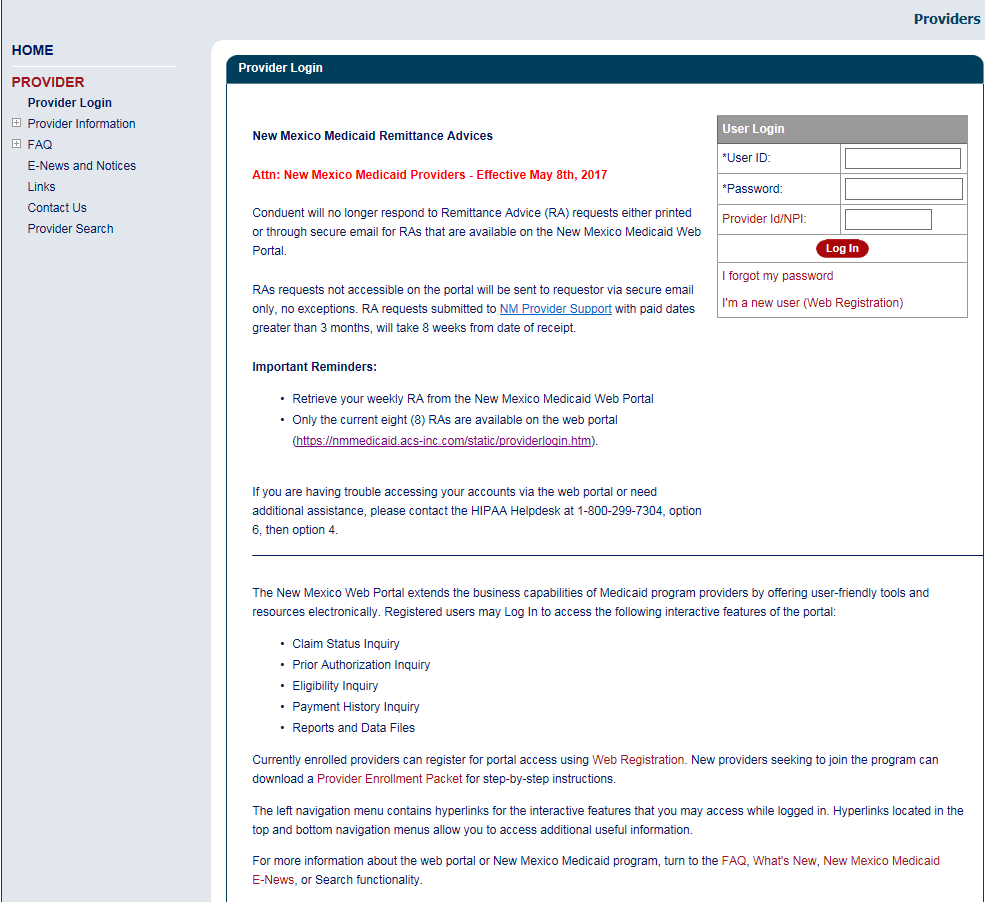 Providers
HOME
PROVIDER
Provider Login
Provider Information
FAQ
E-News and Notices
Links
Contact Us
Provider Search
Provider Login
New Mexico Medicaid Remittance Advices
Attn: New Mexico Medicaid Providers - Effective May 8th, 2017
Conduent will no longer respond to Remittance Advice (RA) requests either printed
or through secure email for RAs that are available on the New Mexico Medicaid Web
Portal.
RAs requests not accessible on the portal will be sent to requestor via secure email
only, no exceptions. RA requests submitted to NM Provider Support with paid dates
greater than 3 months, will take 8 weeks from date of receipt.
Important Reminders:
• Retrieve your weekly RA from the New Mexico Medicaid Web Portal
• Only the current eight (8) RAs are available on the web portal
(https://nmmedicaid.acs-inc.com/static/providerlogin.htm).
If you are having trouble accessing your accounts via the web portal or need
additional assistance, please contact the HIPAA Helpdesk at 1-800-299-7304, option
6, then option 4.
User Login
*User ID:
*Password:
Provider Id/NPI:
Log In
I forgot my password
I'm a new user (Web Registration)
The New Mexico Web Portal extends the business capabilities of Medicaid program providers by offering user-friendly tools and
resources electronically. Registered users may Log In to access the following interactive features of the portal:
• Claim Status Inquiry
• Prior Authorization Inquiry
• Eligibility Inquiry
• Payment History Inquiry
• Reports and Data Files
Currently enrolled providers can register for portal access using Web Registration. New providers seeking to join the program can
download a Provider Enrollment Packet for step-by-step instructions.
The left navigation menu contains hyperlinks for the interactive features that you may access while logged in. Hyperlinks located in the
top and bottom navigation menus allow you to access additional useful information.
For more information about the web portal or New Mexico Medicaid program, turn to the FAQ, What's New, New Mexico Medicaid
E-News, or Search functionality.